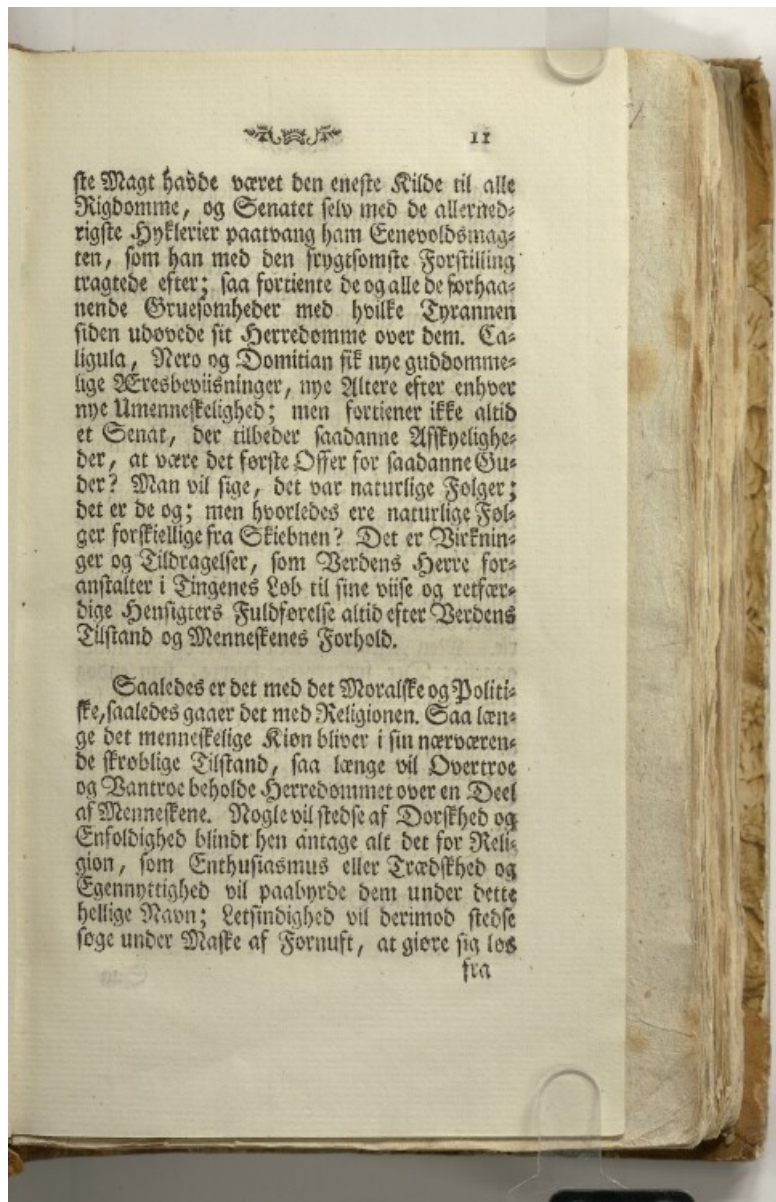 11
ste Magt havde været den eneste Kilde til alle
Rigdomme, og Senatet selv med de allerned-
rigste Hyklerier paatvang ham Eenevoldsmag-
ten, som han med den frygtsomste Forstilling
tragtede efter; saa fortiente de og alle de forhaa-
nende Gruesomheder med hvilke Tyrannen
siden udøvede sit Herredømme over dem. Ca-
ligula, Nero og Domitian fik nye guddomme-
lige Æresbeviisninger, nye Altere efter enhver
nye Umenneskelighed; men fortiener ikke altid
et Senat, der tilbeder saadanne Afskyelighe-
der, at være det første Offer for saadanne Gu-
der? Man vil sige, det var naturlige Følger;
det er de og; men hvorledes ere naturlige Føl-
ger forskiellige fra Skiebnen? Det er Virknin-
ger og Tildragelser, som Verdens Herre for-
anstalter i Tingenes Løb til sine viise og retfær-
dige Hensigters Fuldførelse altid efter Verdens
Tilstand og Menneskenes Forhold.
Saaledes er det med det Moralske og Politi-
ske, saaledes gaaer det med Religionen. Saa læn-
ge det menneskelige Kiøn bliver i sin nærværen-
de skrøblige Tilstand, saa længe vil Overtroe
og Vantroe beholde Herredømmet over en Deel
af Menneskene. Nogle vil stedse af Dorskhed og
Enfoldighed blindt hen antage alt det for Reli-
gion, som Enthusiasmus eller Trædskhed og
Egennyttighed vil paabyrde dem under dette
hellige Navn; Letsindighed vil derimod stedse
søge under Maske af Fornuft, at giøre sig løs
fra